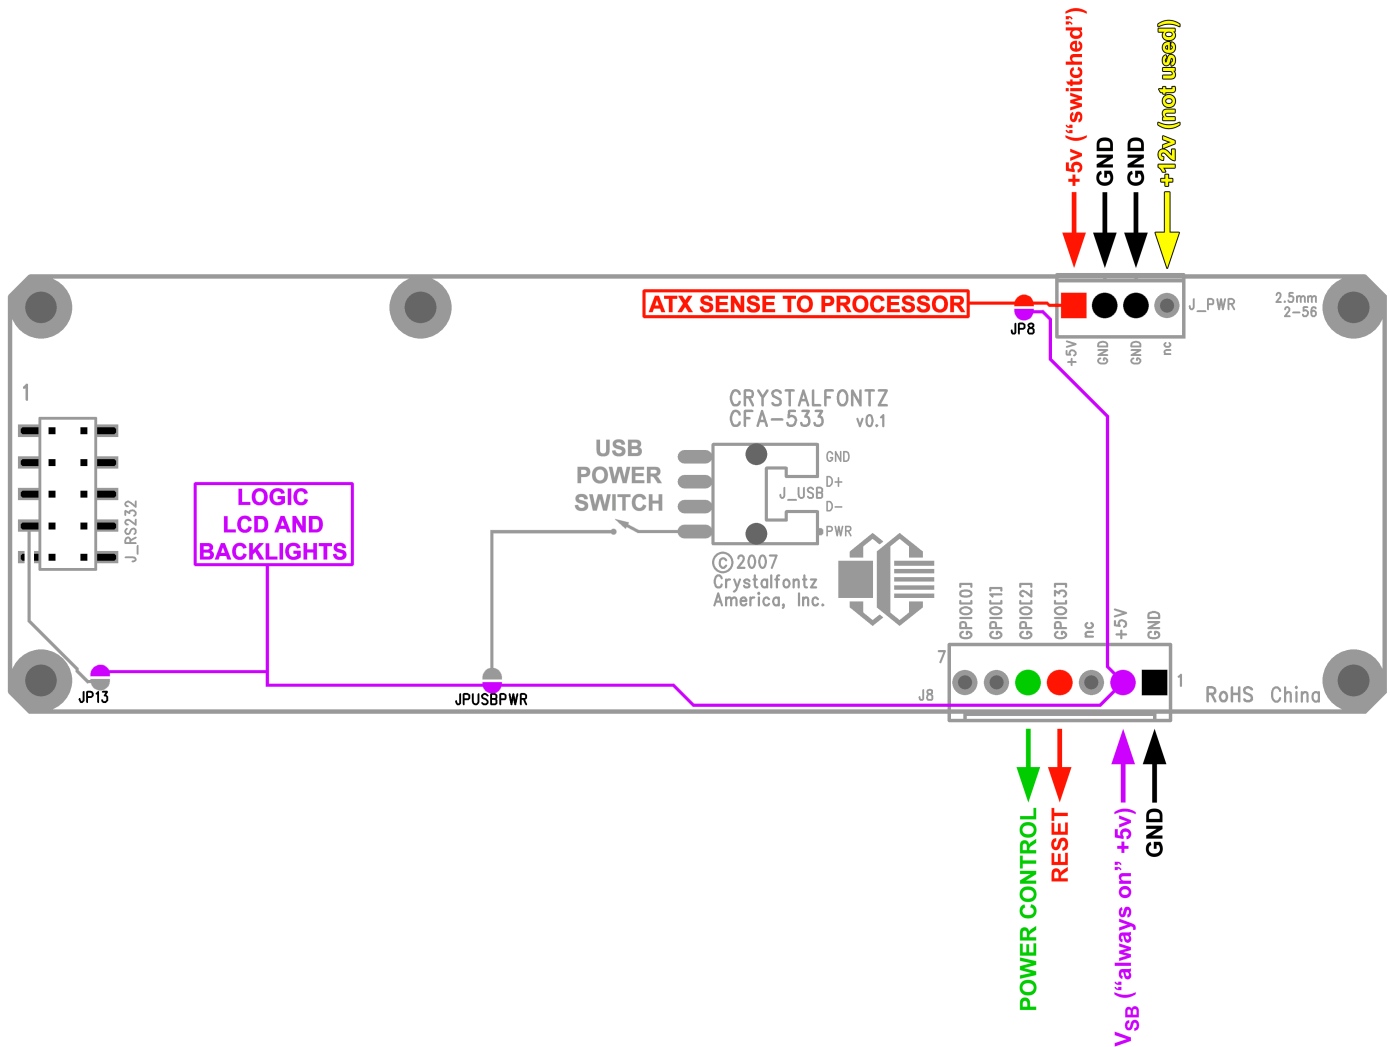 +5v (“switched”)
GND
GND
+12v (not used)
ATX SENSE TO PROCESSOR
JP8
J_PWR
2.5mm
2-56
+5V
GND
GND
nc
1
J_RS232
LOGIC
LCD AND
BACKLIGHTS
USB
POWER
SWITCH
CRYSTALFONTZ
CFA-533 v0.1
GND
D+
J_USB
D-
PWR
©2007
Crystalfontz
America, Inc.
GPIO[0]
GPIO[1]
GPIO[2]
GPIO[3]
nc
+5V
GND
7
J8
1
RoHS China
JP13
JPUSBPWR
POWER CONTROL
RESET
VSB (“always on” +5v)
GND